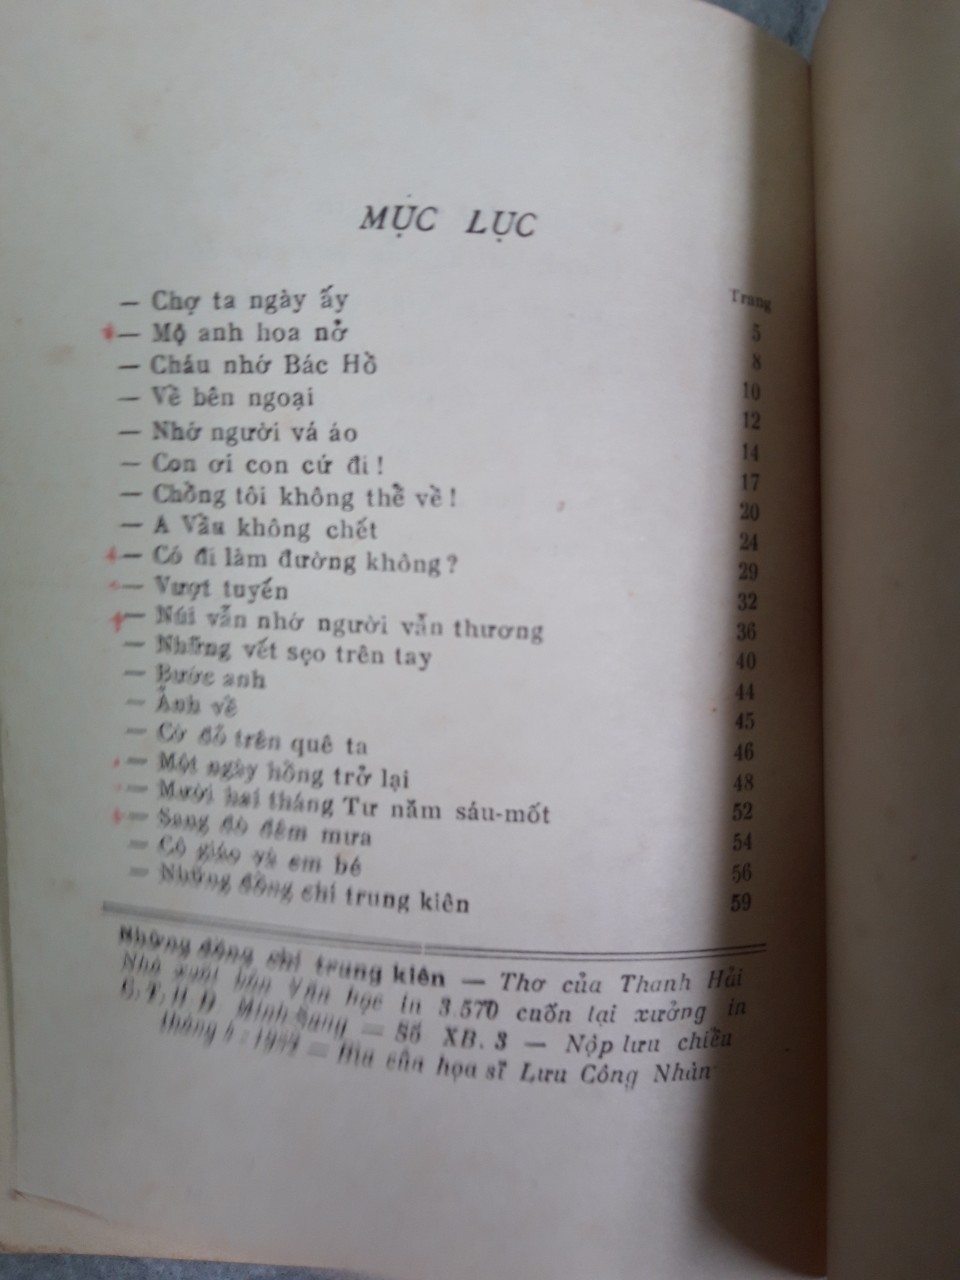 MỤC LỤC
Trang
— Chợ ta ngày ấy 5
— Mộ anh hoa nở 8
— Cháu nhớ Bác Hồ 10
— Về bên ngoại 12
— Nhớ người vá áo 14
— Con ơi con cứ đi ! 17
— Chồng tôi không thể về ! 20
— A Vầu không chết 24
— Có đi làm đường không ? 29
— Vượt tuyến 32
— Núi vẫn nhớ người vẫn thương 36
— Những vết sẹo trên tay 40
— Bước anh 44
— Ảnh về 45
— Cờ đỏ trên quê ta 46
— Một ngày hồng trở lại 48
— Mười hai tháng Tư năm sáu-mốt 52
— Sang đò đêm mưa 54
— Cô giáo và em bé 56
— Những đồng chí trung kiên 59
Những đồng chí trung kiên — Thơ của Thanh Hải
Nhà xuất bản Văn học in 3.570 cuốn lại xưởng in
Minh Sang — Số XB. 3 — Nộp lưu chiều
tháng — Bìa của họa sĩ Lưu Công Nhân